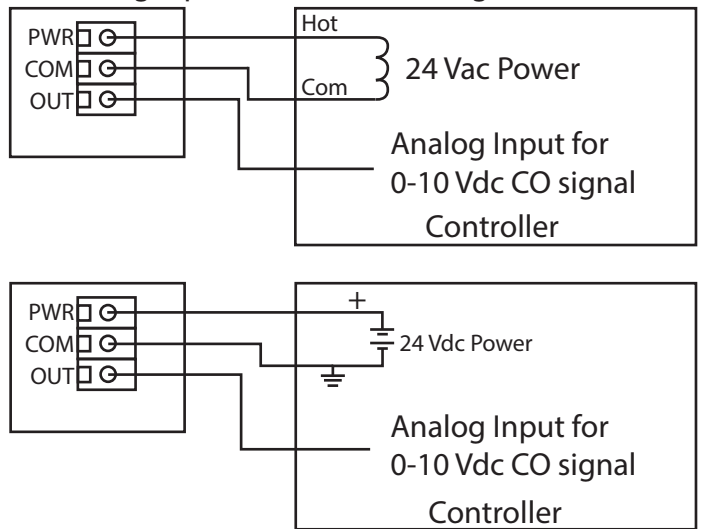 PWR
COM
OUT
Hot
Com
24 Vac Power
Analog Input for
0-10 Vdc CO signal
Controller
PWR
COM
OUT
+
24 Vdc Power
Analog Input for
0-10 Vdc CO signal
Controller